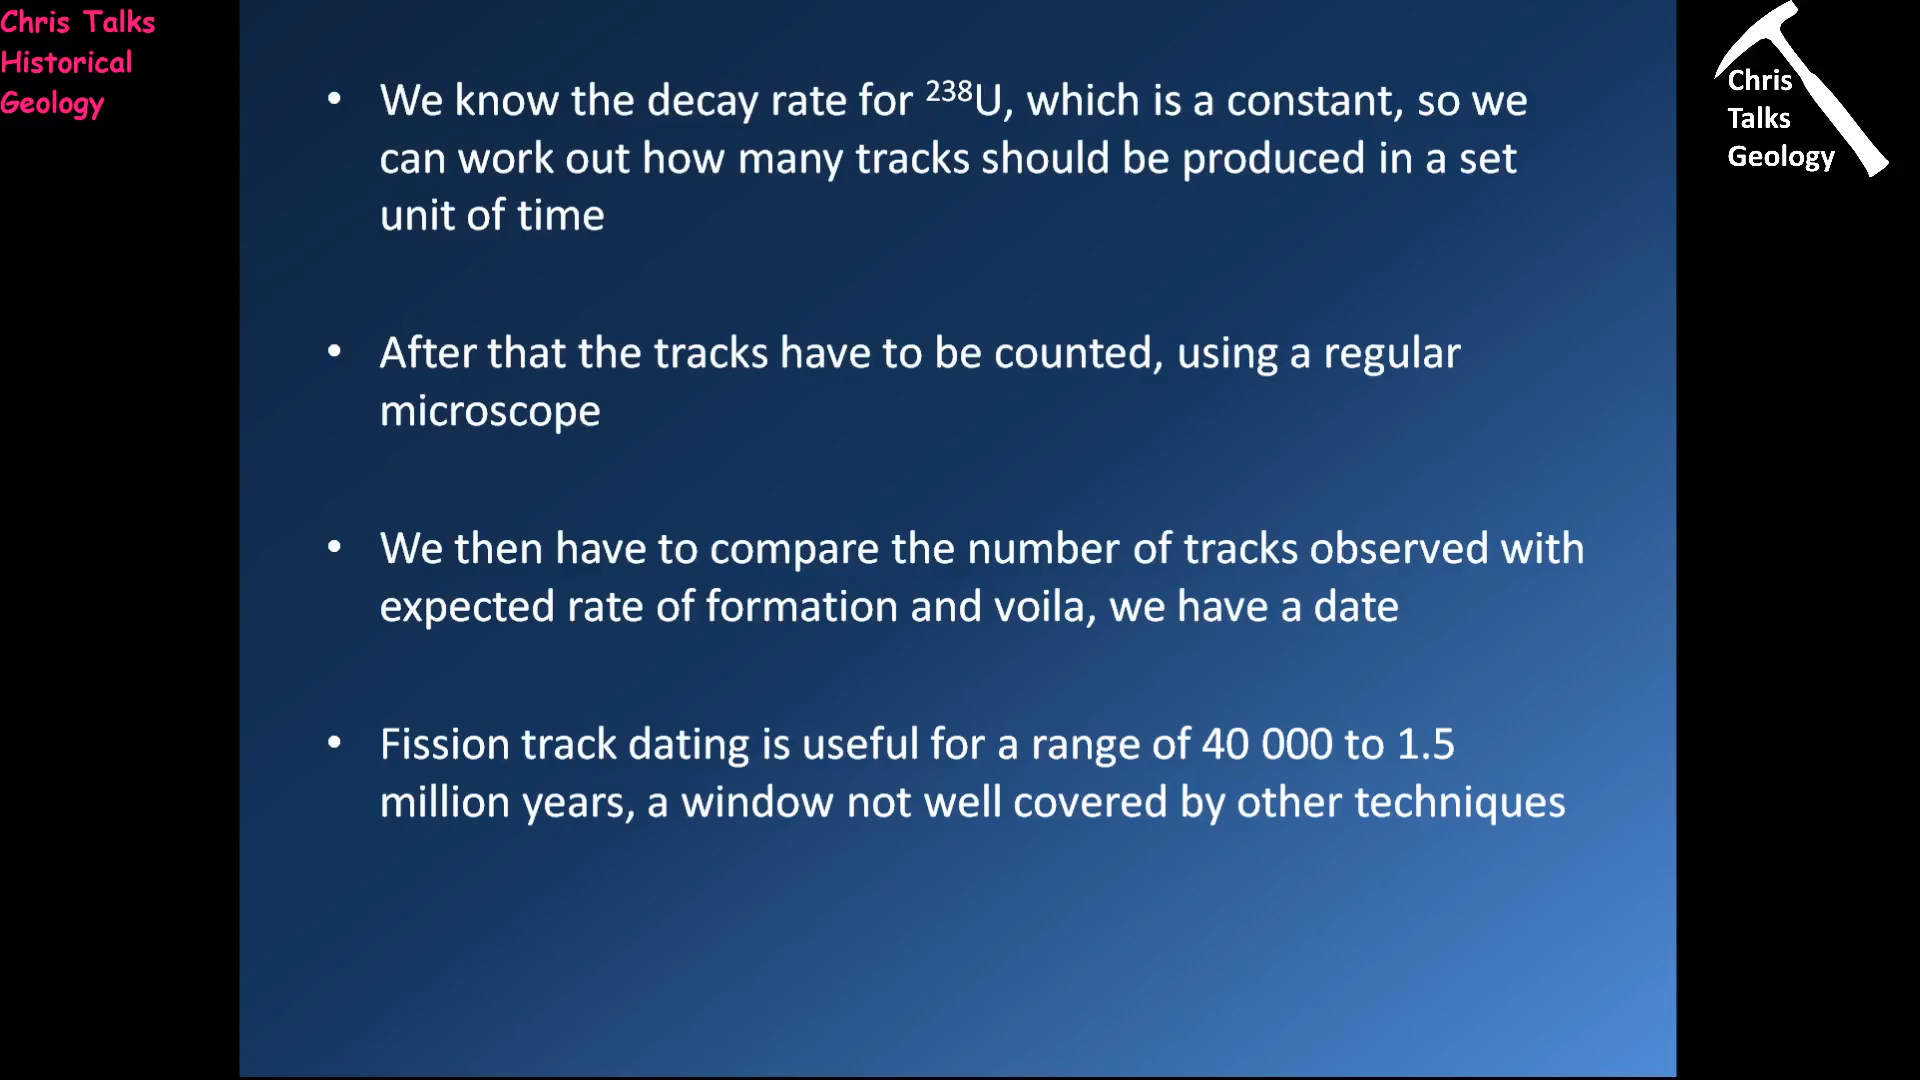 Chris Talks
Historical
Geology
Chris
Talks
Geology
• We know the decay rate for ²³⁸U, which is a constant, so we
can work out how many tracks should be produced in a set
unit of time
• After that the tracks have to be counted, using a regular
microscope
• We then have to compare the number of tracks observed with
expected rate of formation and voila, we have a date
• Fission track dating is useful for a range of 40 000 to 1.5
million years, a window not well covered by other techniques